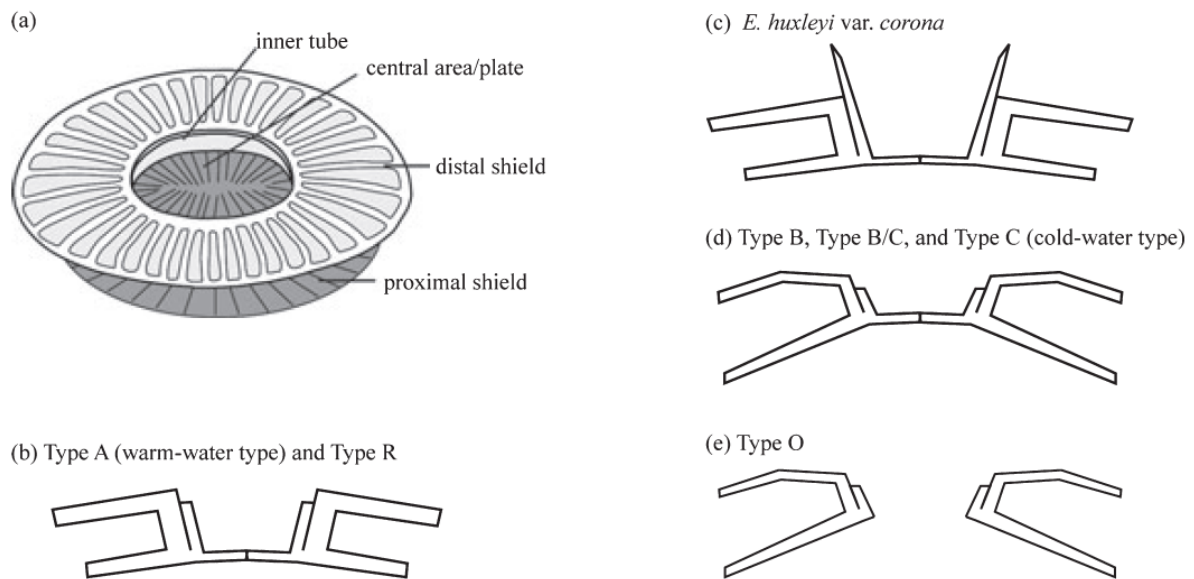 (a)
inner tube
central area/plate
distal shield
proximal shield
(b) Type A (warm-water type) and Type R
(c) E. huxleyi var. corona
(d) Type B, Type B/C, and Type C (cold-water type)
(e) Type O